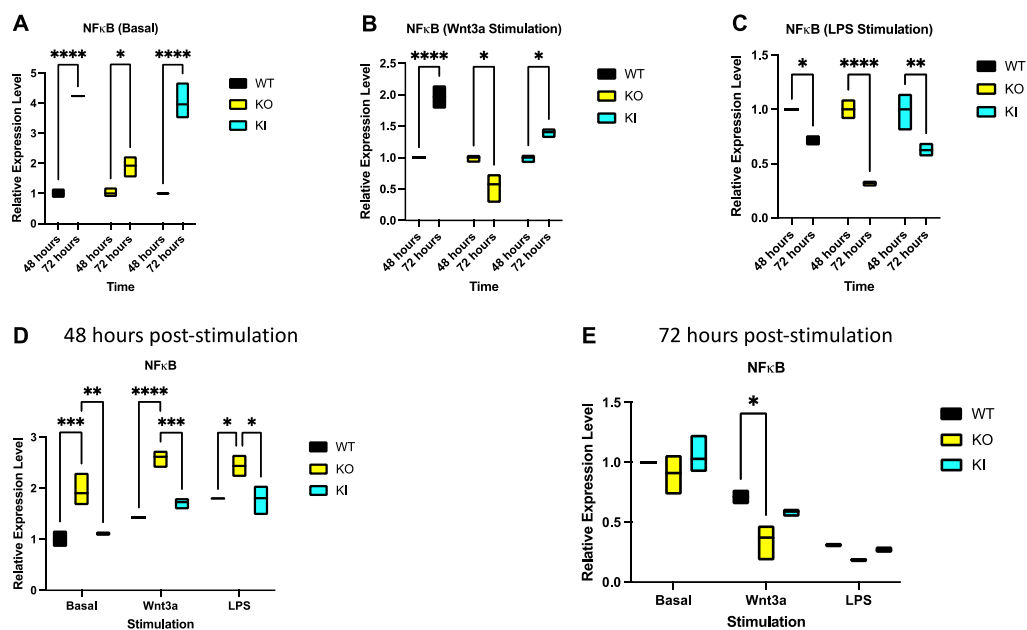 A
NFκB (Basal)
Relative Expression Level
5
4
3
2
1
0
****
*
****
48 hours
72 hours
48 hours
72 hours
48 hours
72 hours
Time
WT
KO
KI
B
NFκB (Wnt3a Stimulation)
Relative Expression Level
2.5
2.0
1.5
1.0
0.5
0.0
****
*
*
48 hours
72 hours
48 hours
72 hours
48 hours
72 hours
Time
WT
KO
KI
C
NFκB (LPS Stimulation)
Relative Expression Level
1.5
1.0
0.5
0.0
*
****
**
48 hours
72 hours
48 hours
72 hours
48 hours
72 hours
Time
WT
KO
KI
D 48 hours post-stimulation
NFκB
Relative Expression Level
3
2
1
0
***
**
****
***
*
*
Basal
Wnt3a
LPS
Stimulation
WT
KO
KI
E 72 hours post-stimulation
NFκB
Relative Expression Level
1.5
1.0
0.5
0.0
*
Basal
Wnt3a
LPS
Stimulation
WT
KO
KI